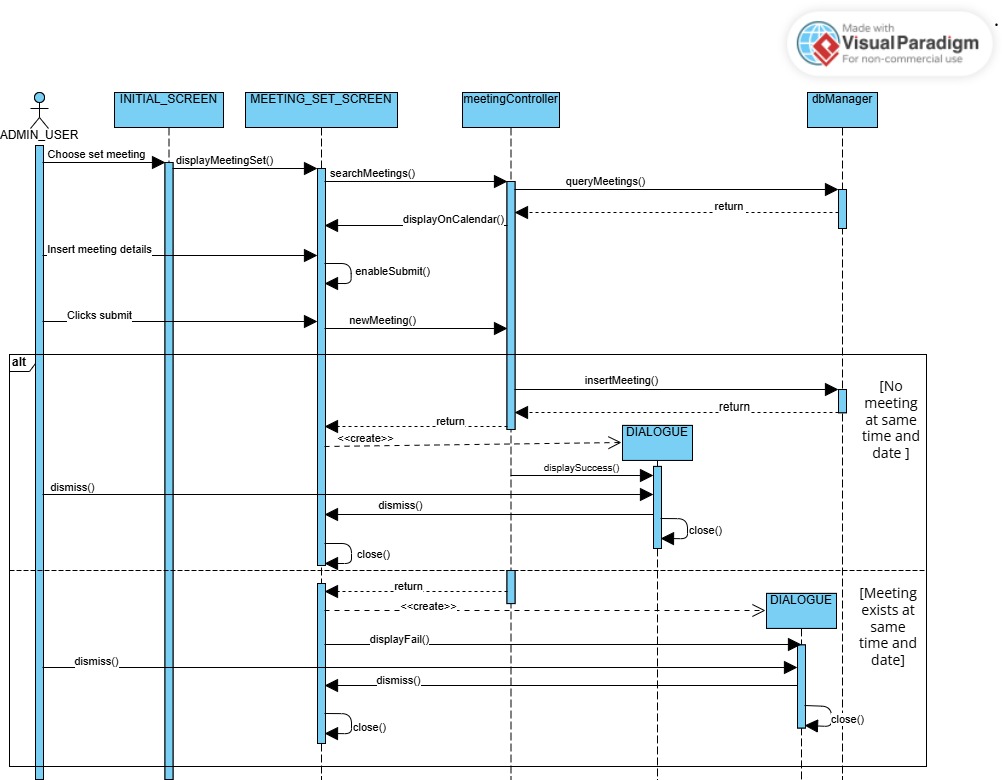 Made with
Visual Paradigm
For non-commercial use
INITIAL_SCREEN
MEETING_SET_SCREEN
meetingController
dbManager
ADMIN_USER
Choose set meeting
displayMeetingSet()
searchMeetings()
queryMeetings()
return
displayOnCalendar()
Insert meeting details
enableSubmit()
Clicks submit
newMeeting()
alt
insertMeeting()
[No
meeting
at same
time and
date ]
return
return
<<create>>
DIALOGUE
displaySuccess()
dismiss()
dismiss()
close()
close()
return
<<create>>
DIALOGUE
[Meeting
exists at
same
time and
date]
displayFail()
dismiss()
dismiss()
close()
close()